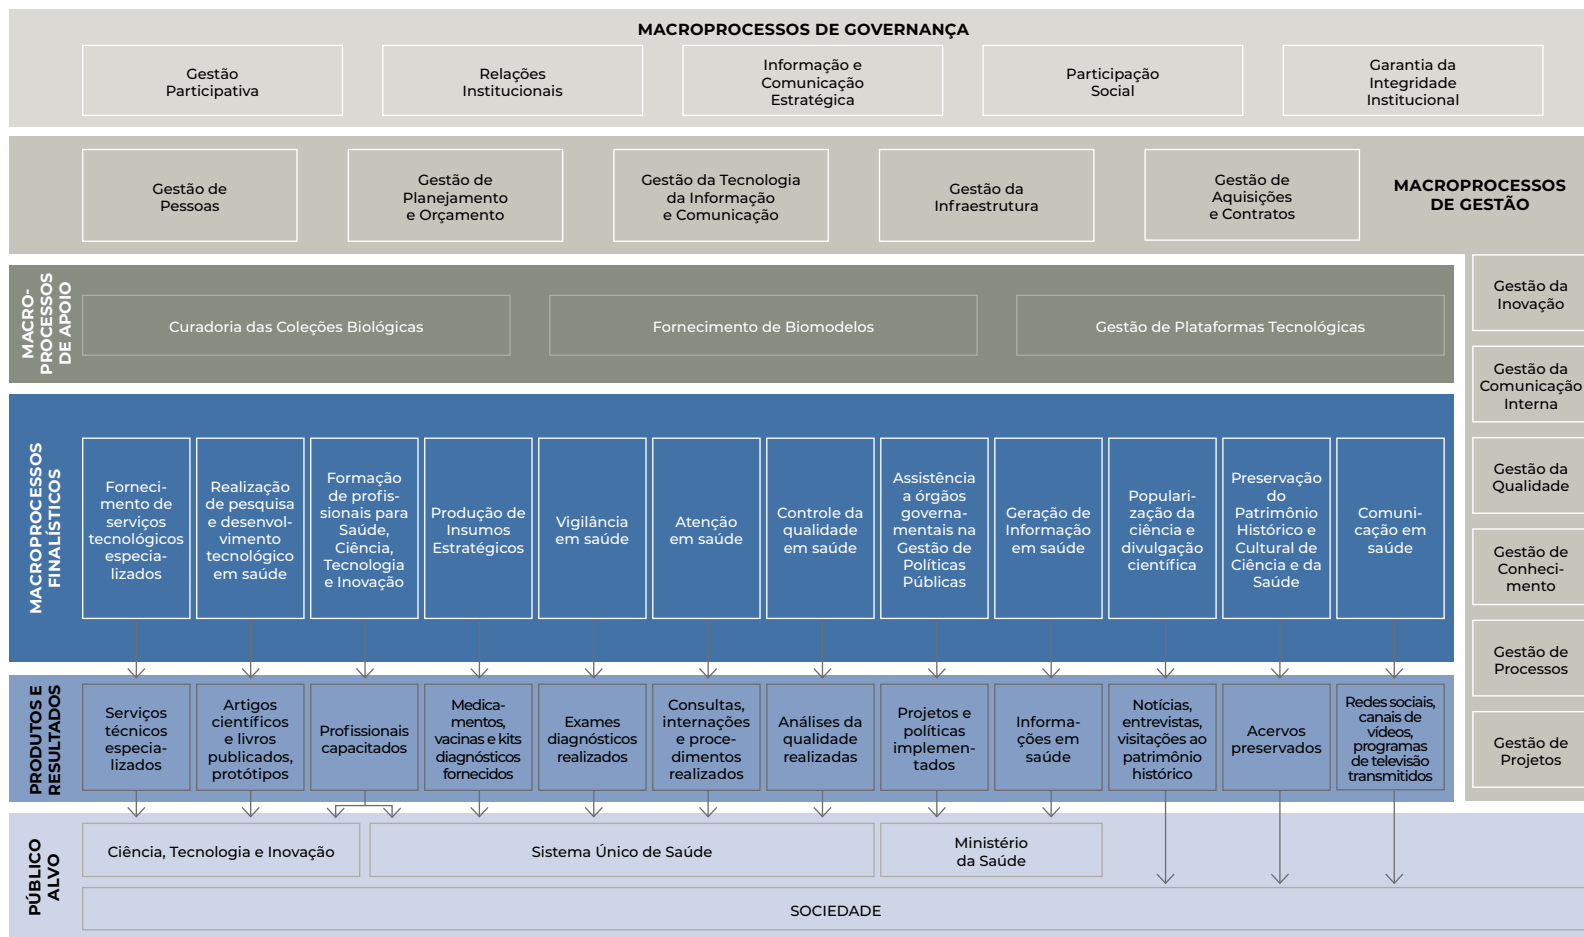 MACROPROCESSOS DE GOVERNANÇA
Gestão
Participativa
Relações
Institucionais
Informação e
Comunicação
Estratégica
Participação
Social
Garantia da
Integridade
Institucional
Gestão de
Pessoas
Gestão de
Planejamento
e Orçamento
Gestão da Tecnologia
da Informação
e Comunicação
Gestão da
Infraestrutura
Gestão de
Aquisições
e Contratos
MACROPROCESSOS
DE GESTÃO
Gestão da
Inovação
Gestão da
Comunicação
Interna
Gestão da
Qualidade
Gestão de
Conheci-
mento
Gestão de
Processos
Gestão de
Projetos
MACRO-
PROCESSOS
DE APOIO
Curadoria das Coleções Biológicas
Fornecimento de Biomodelos
Gestão de Plataformas Tecnológicas
MACROPROCESSOS
FINALÍSTICOS
Forneci-
mento de
serviços
tecnológicos
especia-
lizados
Realização
de pesquisa
e desenvol-
vimento
tecnológico
em saúde
Formação
de profis-
sionais para
Saúde,
Ciência,
Tecnologia
e Inovação
Produção de
Insumos
Estratégicos
Vigilância
em saúde
Atenção
em saúde
Controle da
qualidade
em saúde
Assistência
a órgãos
governa-
mentais na
Gestão de
Políticas
Públicas
Geração de
Informação
em saúde
Populari-
zação da
ciência e
divulgação
científica
Preservação
do
Patrimônio
Histórico e
Cultural de
Ciência e da
Saúde
Comuni-
cação em
saúde
PRODUTOS E
RESULTADOS
Serviços
técnicos
especia-
lizados
Artigos
científicos
e livros
publicados,
protótipos
Profissionais
capacitados
Medica-
mentos,
vacinas e kits
diagnósticos
fornecidos
Exames
diagnósticos
realizados
Consultas,
internações
e proce-
dimentos
realizados
Análises da
qualidade
realizadas
Projetos e
políticas
implemen-
tados
Informa-
ções em
saúde
Notícias,
entrevistas,
visitações ao
patrimônio
histórico
Acervos
preservados
Redes sociais,
canais de
vídeos,
programas
de televisão
transmitidos
PÚBLICO
ALVO
Ciência, Tecnologia e Inovação
Sistema Único de Saúde
Ministério
da Saúde
SOCIEDADE